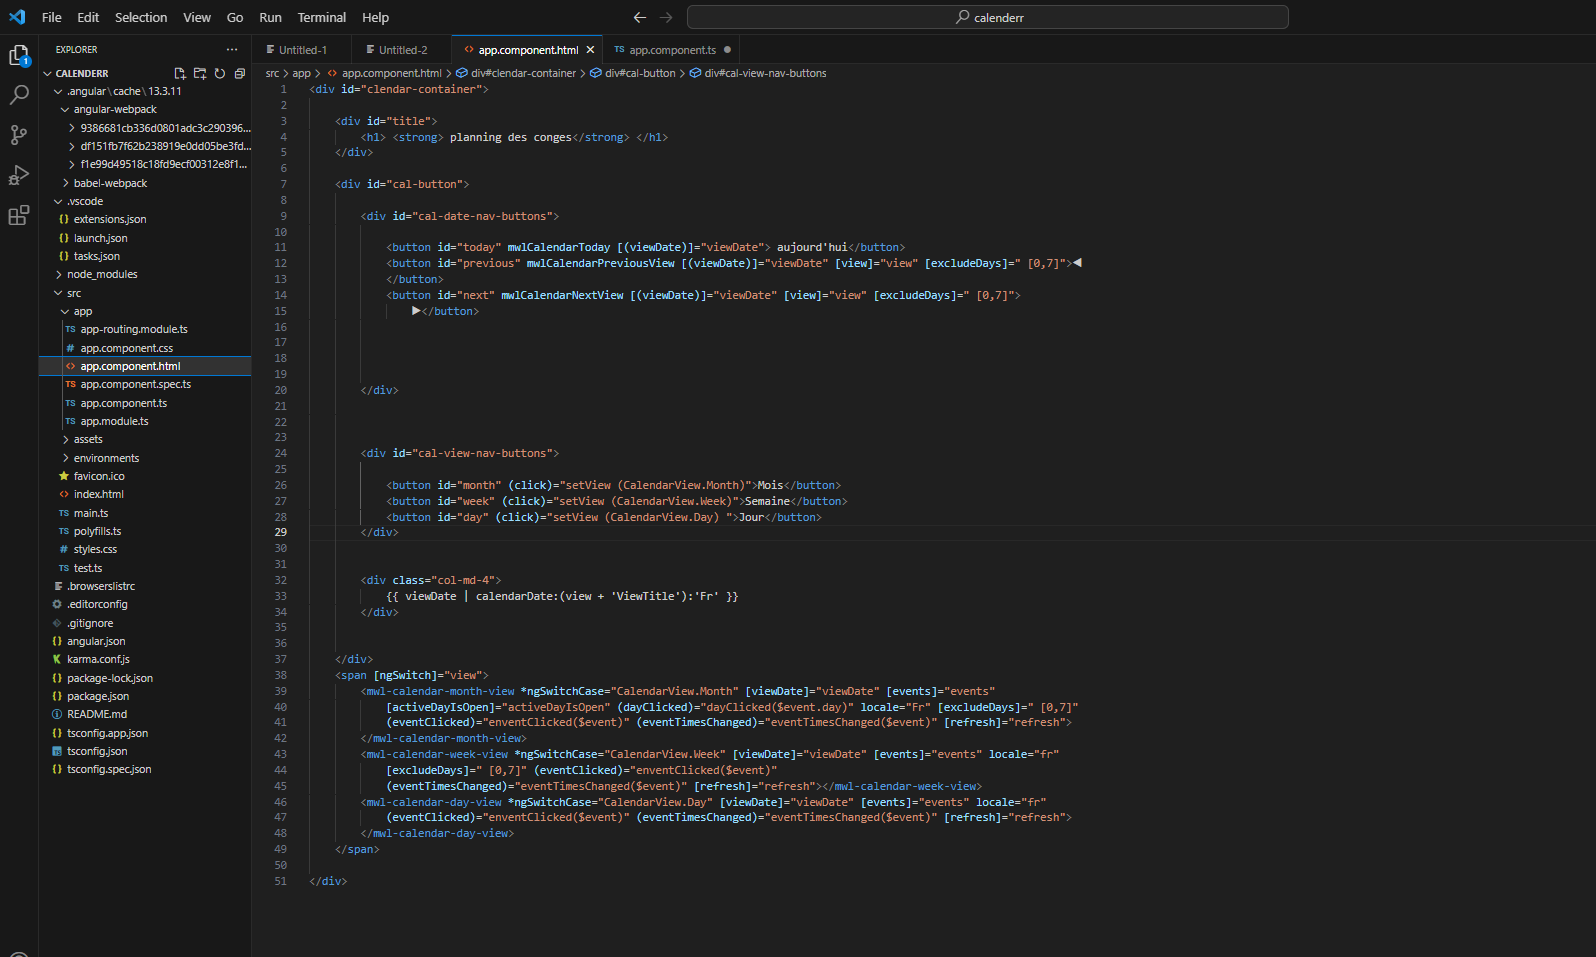 File Edit Selection View Go Run Terminal Help
calenderr
EXPLORER
Untitled-1
Untitled-2
app.component.html
TS app.component.ts
src > app > app.component.html > div#clendar-container > div#cal-button > div#cal-view-nav-buttons
CALENDERR
.angular\cache\13.3.11
angular-webpack
9386681cb336d0801adc3c290396...
df151fb7f62b238919e0dd05be3fd...
f1e99d49518c18fd9ecf00312e8f1...
babel-webpack
.vscode
{} extensions.json
{} launch.json
{} tasks.json
node_modules
src
app
TS app-routing.module.ts
# app.component.css
<> app.component.html
TS app.component.spec.ts
TS app.component.ts
TS app.module.ts
assets
environments
favicon.ico
<> index.html
TS main.ts
TS polyfills.ts
# styles.css
TS test.ts
.browserslistrc
.editorconfig
.gitignore
{} angular.json
karma.conf.js
{} package-lock.json
{} package.json
README.md
{} tsconfig.app.json
tsconfig.json
{} tsconfig.spec.json
1 <div id="clendar-container">
2
3 <div id="title">
4 <h1> <strong> planning des conges</strong> </h1>
5 </div>
6
7 <div id="cal-button">
8
9 <div id="cal-date-nav-buttons">
10
11 <button id="today" mwlCalendarToday [(viewDate)]="viewDate"> aujourd'hui</button>
12 <button id="previous" mwlCalendarPreviousView [(viewDate)]="viewDate" [view]="view" [excludeDays]=" [0,7]">◀
13 </button>
14 <button id="next" mwlCalendarNextView [(viewDate)]="viewDate" [view]="view" [excludeDays]=" [0,7]">
15 ▶</button>
16
17
18
19
20 </div>
21
22
23
24 <div id="cal-view-nav-buttons">
25
26 <button id="month" (click)="setView (CalendarView.Month)">Mois</button>
27 <button id="week" (click)="setView (CalendarView.Week)">Semaine</button>
28 <button id="day" (click)="setView (CalendarView.Day) ">Jour</button>
29 </div>
30
31
32 <div class="col-md-4">
33 {{ viewDate | calendarDate:(view + 'ViewTitle'):'Fr' }}
34 </div>
35
36
37 </div>
38 <span [ngSwitch]="view">
39 <mwl-calendar-month-view *ngSwitchCase="CalendarView.Month" [viewDate]="viewDate" [events]="events"
40 [activeDayIsOpen]="activeDayIsOpen" (dayClicked)="dayClicked($event.day)" locale="Fr" [excludeDays]=" [0,7]"
41 (eventClicked)="enventClicked($event)" (eventTimesChanged)="eventTimesChanged($event)" [refresh]="refresh">
42 </mwl-calendar-month-view>
43 <mwl-calendar-week-view *ngSwitchCase="CalendarView.Week" [viewDate]="viewDate" [events]="events" locale="fr"
44 [excludeDays]=" [0,7]" (eventClicked)="enventClicked($event)"
45 (eventTimesChanged)="eventTimesChanged($event)" [refresh]="refresh"></mwl-calendar-week-view>
46 <mwl-calendar-day-view *ngSwitchCase="CalendarView.Day" [viewDate]="viewDate" [events]="events" locale="fr"
47 (eventClicked)="enventClicked($event)" (eventTimesChanged)="eventTimesChanged($event)" [refresh]="refresh">
48 </mwl-calendar-day-view>
49 </span>
50
51 </div>